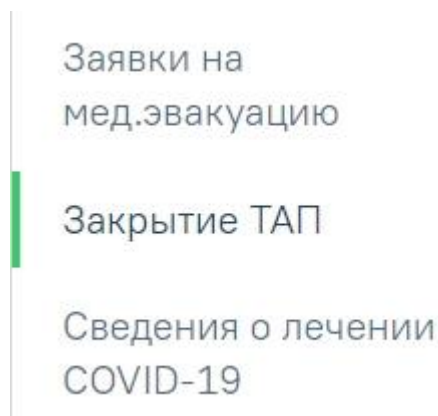 Заявки на
мед.эвакуацию
Закрытие ТАП
Сведения о лечении
COVID-19